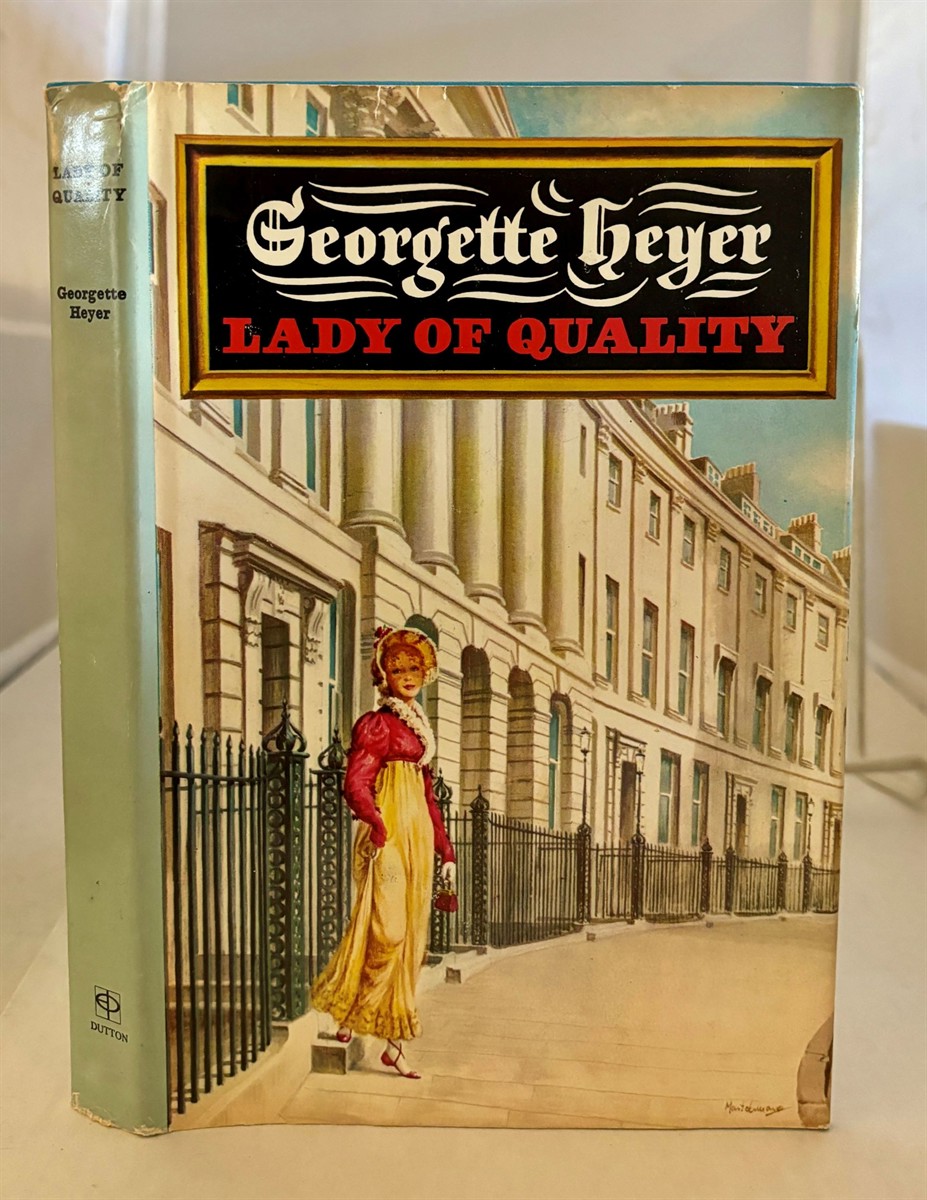 LADY OF
QUALITY
Georgette
Heyer
DUTTON
Georgette Heyer
LADY OF QUALITY